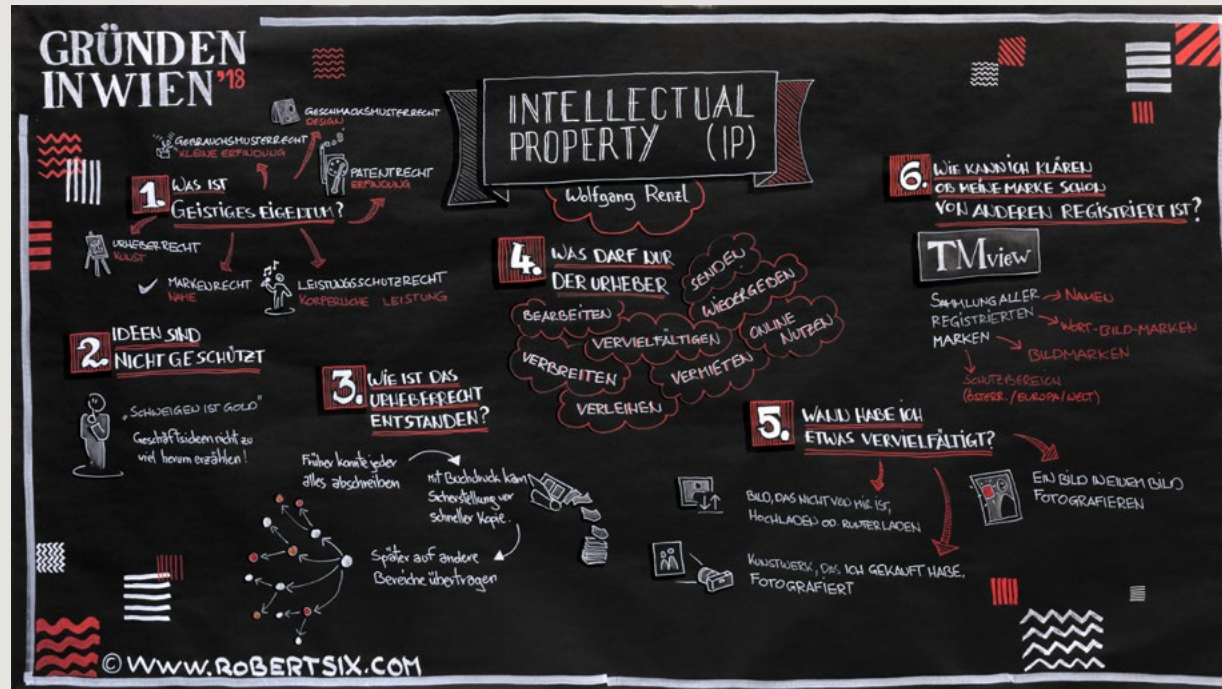 GRÜNDEN
IN WIEN '18
INTELLECTUAL
PROPERTY (IP)
Wolfgang Renzl
1. WAS IST
GEISTIGES EIGENTUM?
GEBRAUCHSMUSTERRECHT
KLEINE ERFINDUNG
GESCHMACKSMUSTERRECHT
DESIGN
PATENTRECHT
ERFINDUNG
URHEBERRECHT
KUNST
MARKENRECHT
NAME
LEISTUNGSSCHUTZRECHT
KÖRPERLICHE LEISTUNG
2. IDEEN SIND
NICHT GESCHÜTZT
„SCHWEIGEN IST GOLD"
Geschäftsideen nicht zu
viel herum erzählen!
3. WIE IST DAS
URHEBERRECHT
ENTSTANDEN?
Früher konnte jeder
alles abschreiben
mit Buchdruck kam
Sicherstellung vor
schneller Kopie.
Später auf andere
Bereiche übertragen
4. WAS DARF NUR
DER URHEBER
SENDEN
WIEDERGEBEN
BEARBEITEN
VERVIELFÄLTIGEN
ONLINE
NUTZEN
VERBREITEN
VERMIETEN
VERLEIHEN
5. WANN HABE ICH
ETWAS VERVIELFÄLTIGT?
BILD, DAS NICHT VON MIR IST,
HOCHLADEN OD. RUNTERLADEN
KUNSTWERK, DAS ICH GEKAUFT HABE,
FOTOGRAFIERT
EIN BILD IN EINEM BILD
FOTOGRAFIEREN
6. WIE KANN ICH KLÄREN
OB MEINE MARKE SCHON
VON ANDEREN REGISTRIERT IST?
TMview
SAMMLUNG ALLER
REGISTRIERTEN
MARKEN
NAMEN
WORT-BILD-MARKEN
BILDMARKEN
SCHUTZBEREICH
(ÖSTERR./EUROPA/WELT)
© WWW.ROBERTSIX.COM